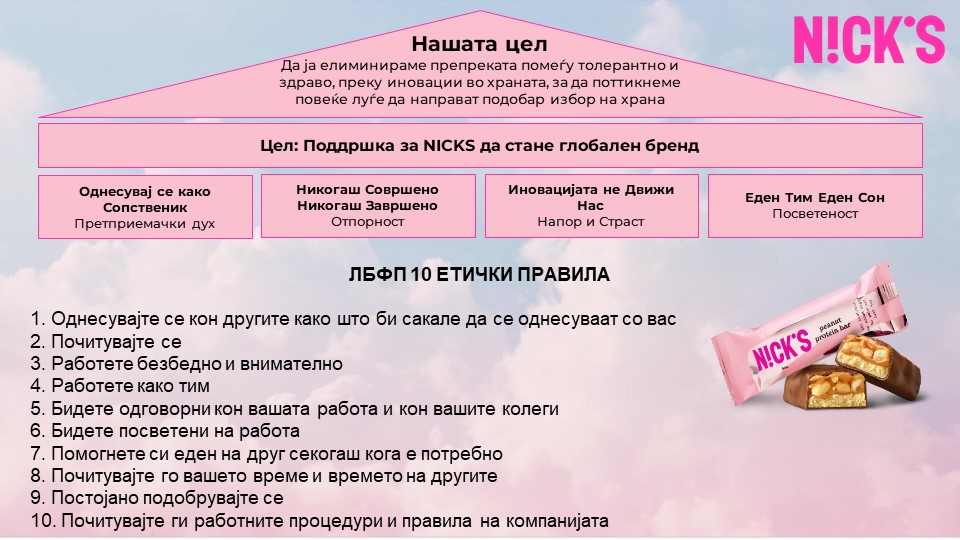 Нашата цел
Да ја елиминираме препреката помеѓу толерантно и
здраво, преку иновации во храната, за да поттикнеме
повеќе луѓе да направат подобар избор на храна
N!CK'S
Цел: Поддршка за NICKS да стане глобален бренд
Однесувај се како
Сопственик
Претприемачки дух
Никогаш Совршено
Никогаш Завршено
Отпорност
Иновацијата не Движи
Нас
Напор и Страст
Еден Тим Еден Сон
Посветеност
ЛБФП 10 ЕТИЧКИ ПРАВИЛА
1. Однесувајте се кон другите како што би сакале да се однесуваат со вас
2. Почитувајте се
3. Работете безбедно и внимателно
4. Работете како тим
5. Бидете одговорни кон вашата работа и кон вашите колеги
6. Бидете посветени на работа
7. Помогнете си еден на друг секогаш кога е потребно
8. Почитувајте го вашето време и времето на другите
9. Постојано подобрувајте се
10. Почитувајте ги работните процедури и правила на компанијата
N!CK'S
peanut
protein bar